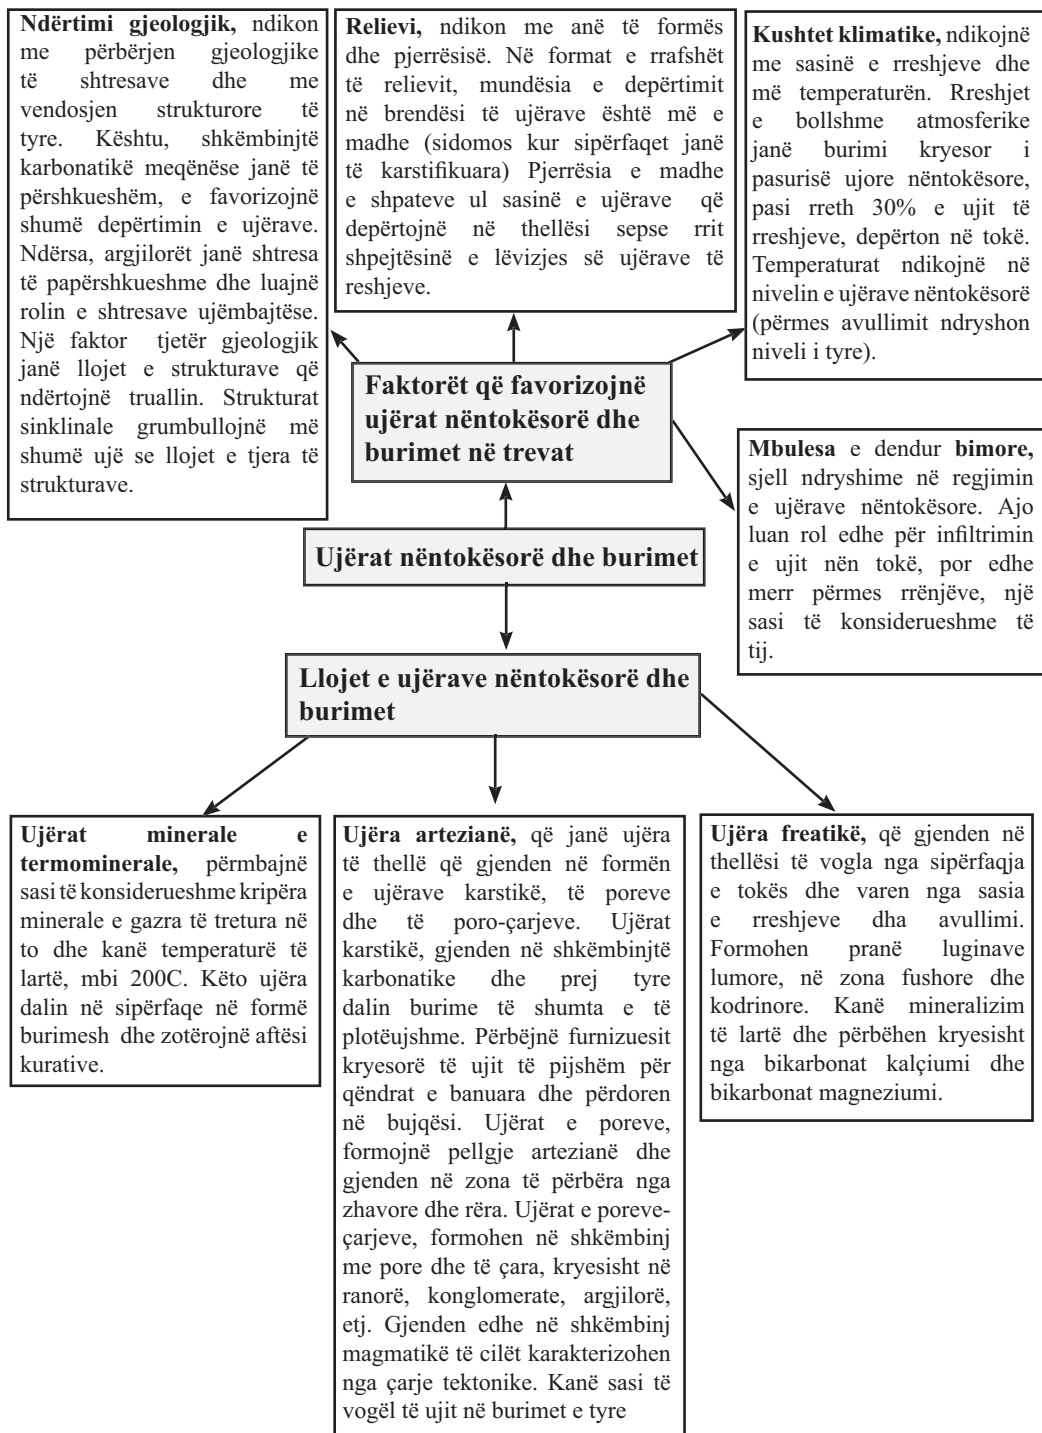 Ndërtimi gjeologjik, ndikon
me përbërjen gjeologjike
të shtresave dhe me
vendosjen strukturore të
tyre. Kështu, shkëmbinjtë
karbonatikë meqënëse janë të
përshkueshëm, e favorizojnë
shumë depërtimin e ujërave.
Ndërsa, argjilorët janë shtresa
të papërshkueshme dhe luajnë
rolin e shtresave ujëmbajtëse.
Një faktor tjetër gjeologjik
janë llojet e strukturave që
ndërtojnë truallin. Strukturat
sinklinale grumbullojnë më
shumë ujë se llojet e tjera të
strukturave.
Relievi, ndikon me anë të formës
dhe pjerrësisë. Në format e rrafshët
të relievit, mundësia e depërtimit
në brendësi të ujërave është më e
madhe (sidomos kur sipërfaqet janë
të karstifikuara) Pjerrësia e madhe
e shpateve ul sasinë e ujërave që
depërtojnë në thellësi sepse rrit
shpejtësinë e lëvizjes së ujërave të
reshjeve.
Kushtet klimatike, ndikojnë
me sasinë e rreshjeve dhe
më temperaturën. Rreshjet
e bollshme atmosferike
janë burimi kryesor i
pasurisë ujore nëntokësore,
pasi rreth 30% e ujit të
rreshjeve, depërton në tokë.
Temperaturat ndikojnë në
nivelin e ujërave nëntokësorë
(përmes avullimit ndryshon
niveli i tyre).
Faktorët që favorizojnë
ujërat nëntokësorë dhe
burimet në trevat
Mbulesa e dendur bimore,
sjell ndryshime në regjimin
e ujërave nëntokësore. Ajo
luan rol edhe për infiltrimin
e ujit nën tokë, por edhe
merr përmes rrënjëve, një
sasi të konsiderueshme të
tij.
Ujërat nëntokësorë dhe burimet
Llojet e ujërave nëntokësorë dhe
burimet
Ujërat minerale e
termominerale, përmbajnë
sasi të konsiderueshme kripëra
minerale e gazra të tretura në
to dhe kanë temperaturë të
lartë, mbi 200C. Këto ujëra
dalin në sipërfaqe në formë
burimesh dhe zotërojnë aftësi
kurative.
Ujëra artezianë, që janë ujëra
të thellë që gjenden në formën
e ujërave karstikë, të poreve
dhe të poro-çarjeve. Ujërat
karstikë, gjenden në shkëmbinjtë
karbonatike dhe prej tyre
dalin burime të shumta e të
plotëujshme. Përbëjnë furnizuesit
kryesorë të ujit të pijshëm për
qëndrat e banuara dhe përdoren
në bujqësi. Ujërat e poreve,
formojnë pellgje artezianë dhe
gjenden në zona të përbëra nga
zhavore dhe rëra. Ujërat e poreve-
çarjeve, formohen në shkëmbinj
me pore dhe të çara, kryesisht në
ranorë, konglomerate, argjilorë,
etj. Gjenden edhe në shkëmbinj
magmatikë të cilët karakterizohen
nga çarje tektonike. Kanë sasi të
vogël të ujit në burimet e tyre
Ujëra freatikë, që gjenden në
thellësi të vogla nga sipërfaqja
e tokës dhe varen nga sasia
e rreshjeve dha avullimi.
Formohen pranë luginave
lumore, në zona fushore dhe
kodrinore. Kanë mineralizim
të lartë dhe përbëhen kryesisht
nga bikarbonat kalçiumi dhe
bikarbonat magneziumi.